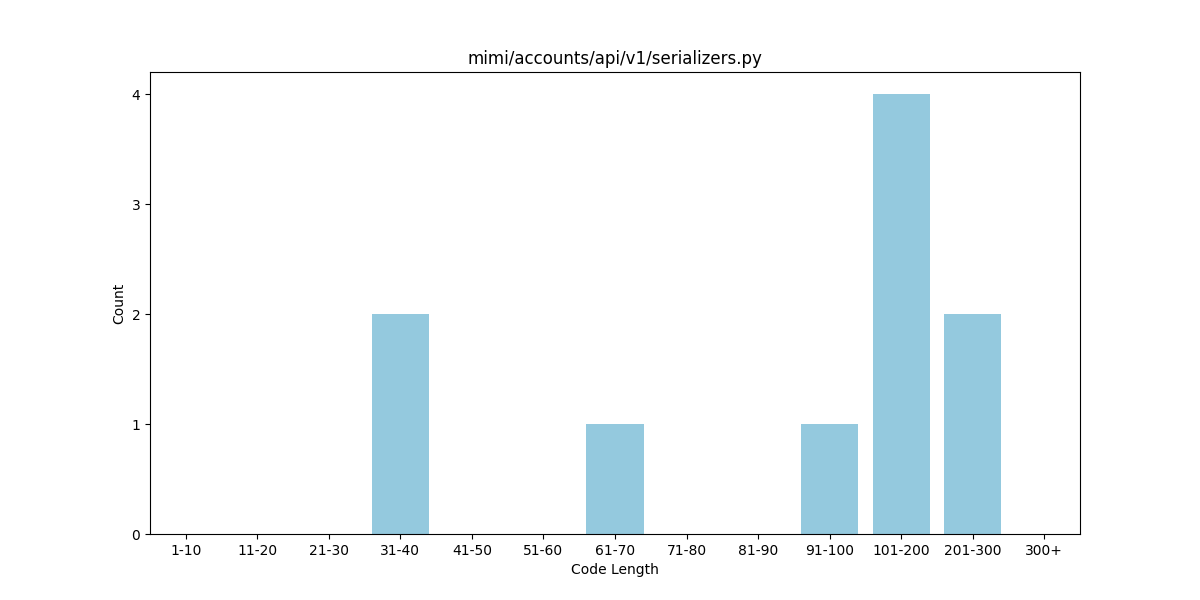 mimi/accounts/api/v1/serializers.py
4
3
2
1
0
Count
1-10 11-20 21-30 31-40 41-50 51-60 61-70 71-80 81-90 91-100 101-200 201-300 300+
Code Length